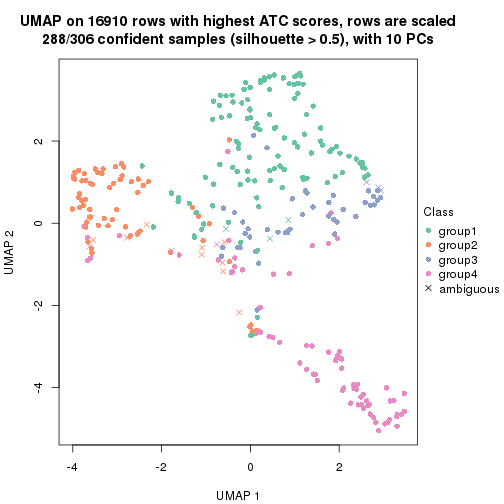 UMAP on 16910 rows with highest ATC scores, rows are scaled
288/306 confident samples (silhouette > 0.5), with 10 PCs
2
0
-2
-4
UMAP 2
-4
-2
0
2
UMAP 1
Class
group1
group2
group3
group4
ambiguous